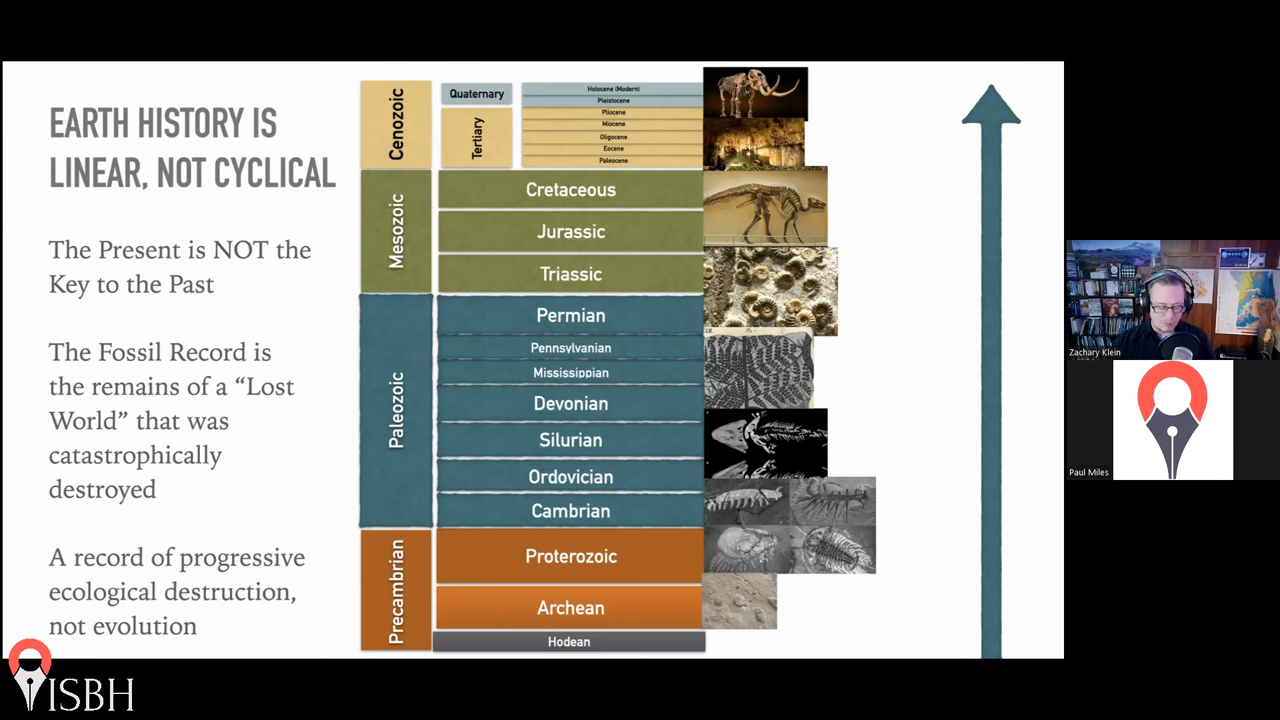 EARTH HISTORY IS
LINEAR, NOT CYCLICAL
The Present is NOT the
Key to the Past
The Fossil Record is
the remains of a “Lost
World” that was
catastrophically
destroyed
A record of progressive
ecological destruction,
not evolution
Cenozoic
Quaternary
Tertiary
Holocene (Modern)
Pleistocene
Pliocene
Miocene
Oligocene
Eocene
Paleocene
Mesozoic
Cretaceous
Jurassic
Triassic
Paleozoic
Permian
Pennsylvanian
Mississippian
Devonian
Silurian
Ordovician
Cambrian
Precambrian
Proterozoic
Archean
Hodean
Zachary Klein
Paul Miles
ISBH